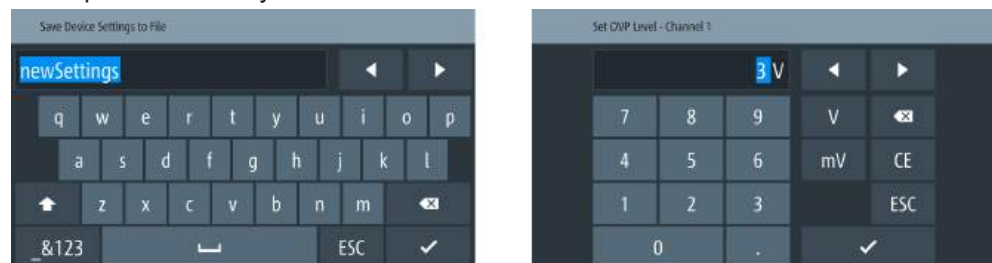 Save Device Settings to File
newSettings
q w e r t y u i o p
a s d f g h j k l
z x c v b n m
_&123 ESC
Set OVP Level - Channel 1
3 V
7 8 9 V
4 5 6 mV CE
1 2 3 ESC
0 .